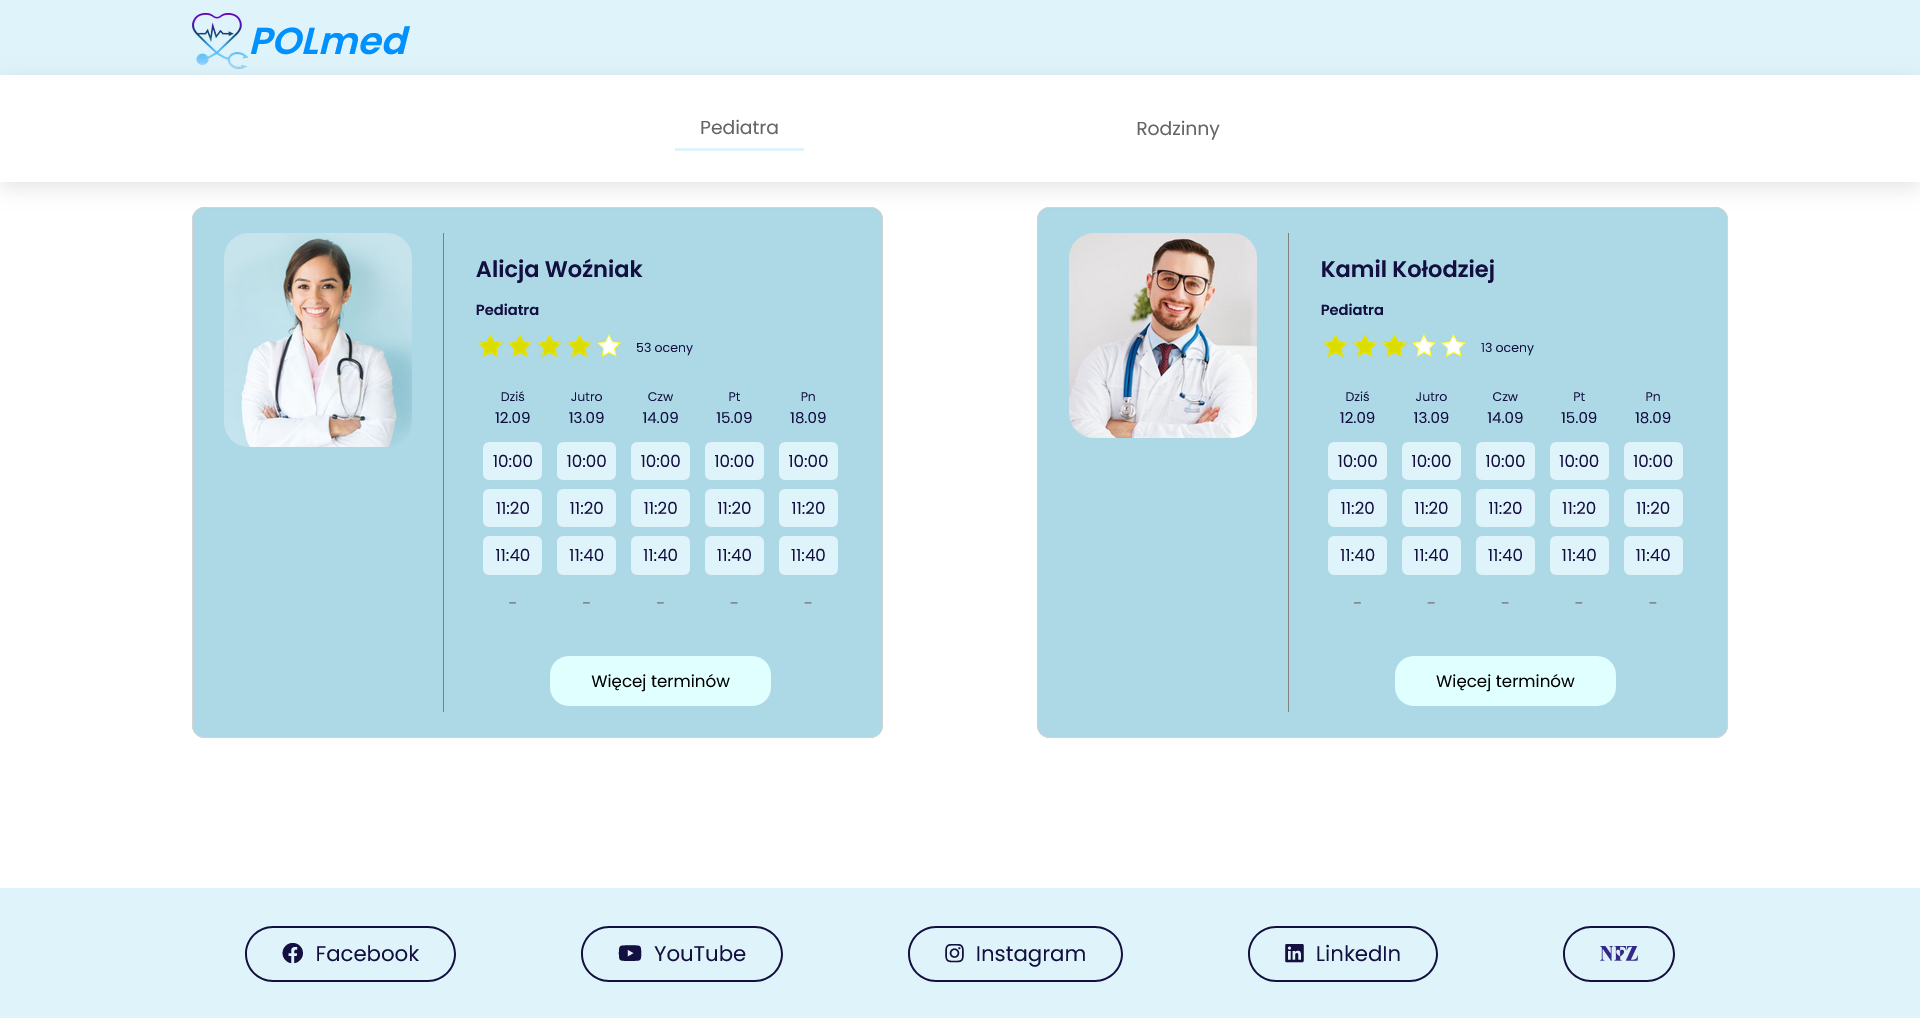 POLmed
Pediatra
Rodzinny
Alicja Woźniak
Pediatra
53 oceny
Dziś Jutro Czw Pt Pn
12.09 13.09 14.09 15.09 18.09
10:00 10:00 10:00 10:00 10:00
11:20 11:20 11:20 11:20 11:20
11:40 11:40 11:40 11:40 11:40
- - - - -
Więcej terminów
Kamil Kołodziej
Pediatra
13 oceny
Dziś Jutro Czw Pt Pn
12.09 13.09 14.09 15.09 18.09
10:00 10:00 10:00 10:00 10:00
11:20 11:20 11:20 11:20 11:20
11:40 11:40 11:40 11:40 11:40
- - - - -
Więcej terminów
Facebook
YouTube
Instagram
LinkedIn
NFZ